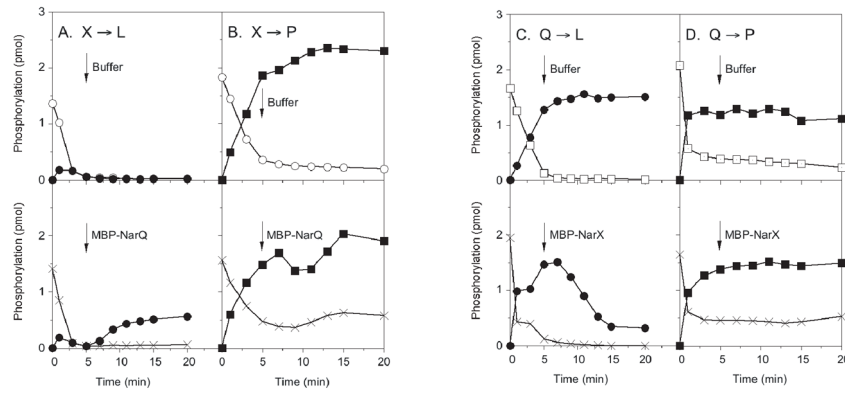 A. X → L
B. X → P
C. Q → L
D. Q → P
Buffer
Buffer
Buffer
Buffer
Phosphorylation (pmol)
3
2
1
0
Phosphorylation (pmol)
3
2
1
0
MBP-NarQ
MBP-NarQ
MBP-NarX
MBP-NarX
Phosphorylation (pmol)
2
1
0
Phosphorylation (pmol)
2
1
0
0 5 10 15 20 0 5 10 15 20
0 5 10 15 20 0 5 10 15 20
Time (min)
Time (min)
Time (min)
Time (min)